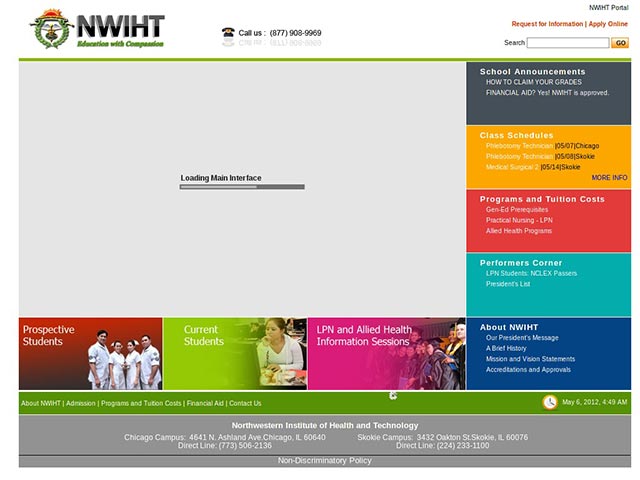 NWIHT Portal
NWIHT
Education with Compassion
Call us : (877) 908-9969
Request for Information | Apply Online
Search
GO
School Announcements
HOW TO CLAIM YOUR GRADES
FINANCIAL AID? Yes! NWIHT is approved.
Class Schedules
Phlebotomy Technician |05/07|Chicago
Phlebotomy Technician |05/08|Skokie
Medical Surgical 2 |05/14|Skokie
MORE INFO
Loading Main Interface
Programs and Tuition Costs
Gen-Ed Prerequisites
Practical Nursing - LPN
Allied Health Programs
Performers Corner
LPN Students: NCLEX Passers
President's List
Prospective
Students
Current
Students
LPN and Allied Health
Information Sessions
About NWIHT
Our President's Message
A Brief History
Mission and Vision Statements
Accreditations and Approvals
About NWIHT | Admission | Programs and Tuition Costs | Financial Aid | Contact Us
May 6, 2012, 4:49 AM
Northwestern Institute of Health and Technology
Chicago Campus: 4641 N. Ashland Ave.Chicago, IL 60640
Skokie Campus: 3432 Oakton St.Skokie, IL 60076
Direct Line: (773) 506-2136
Direct Line: (224) 233-1100
Non-Discriminatory Policy